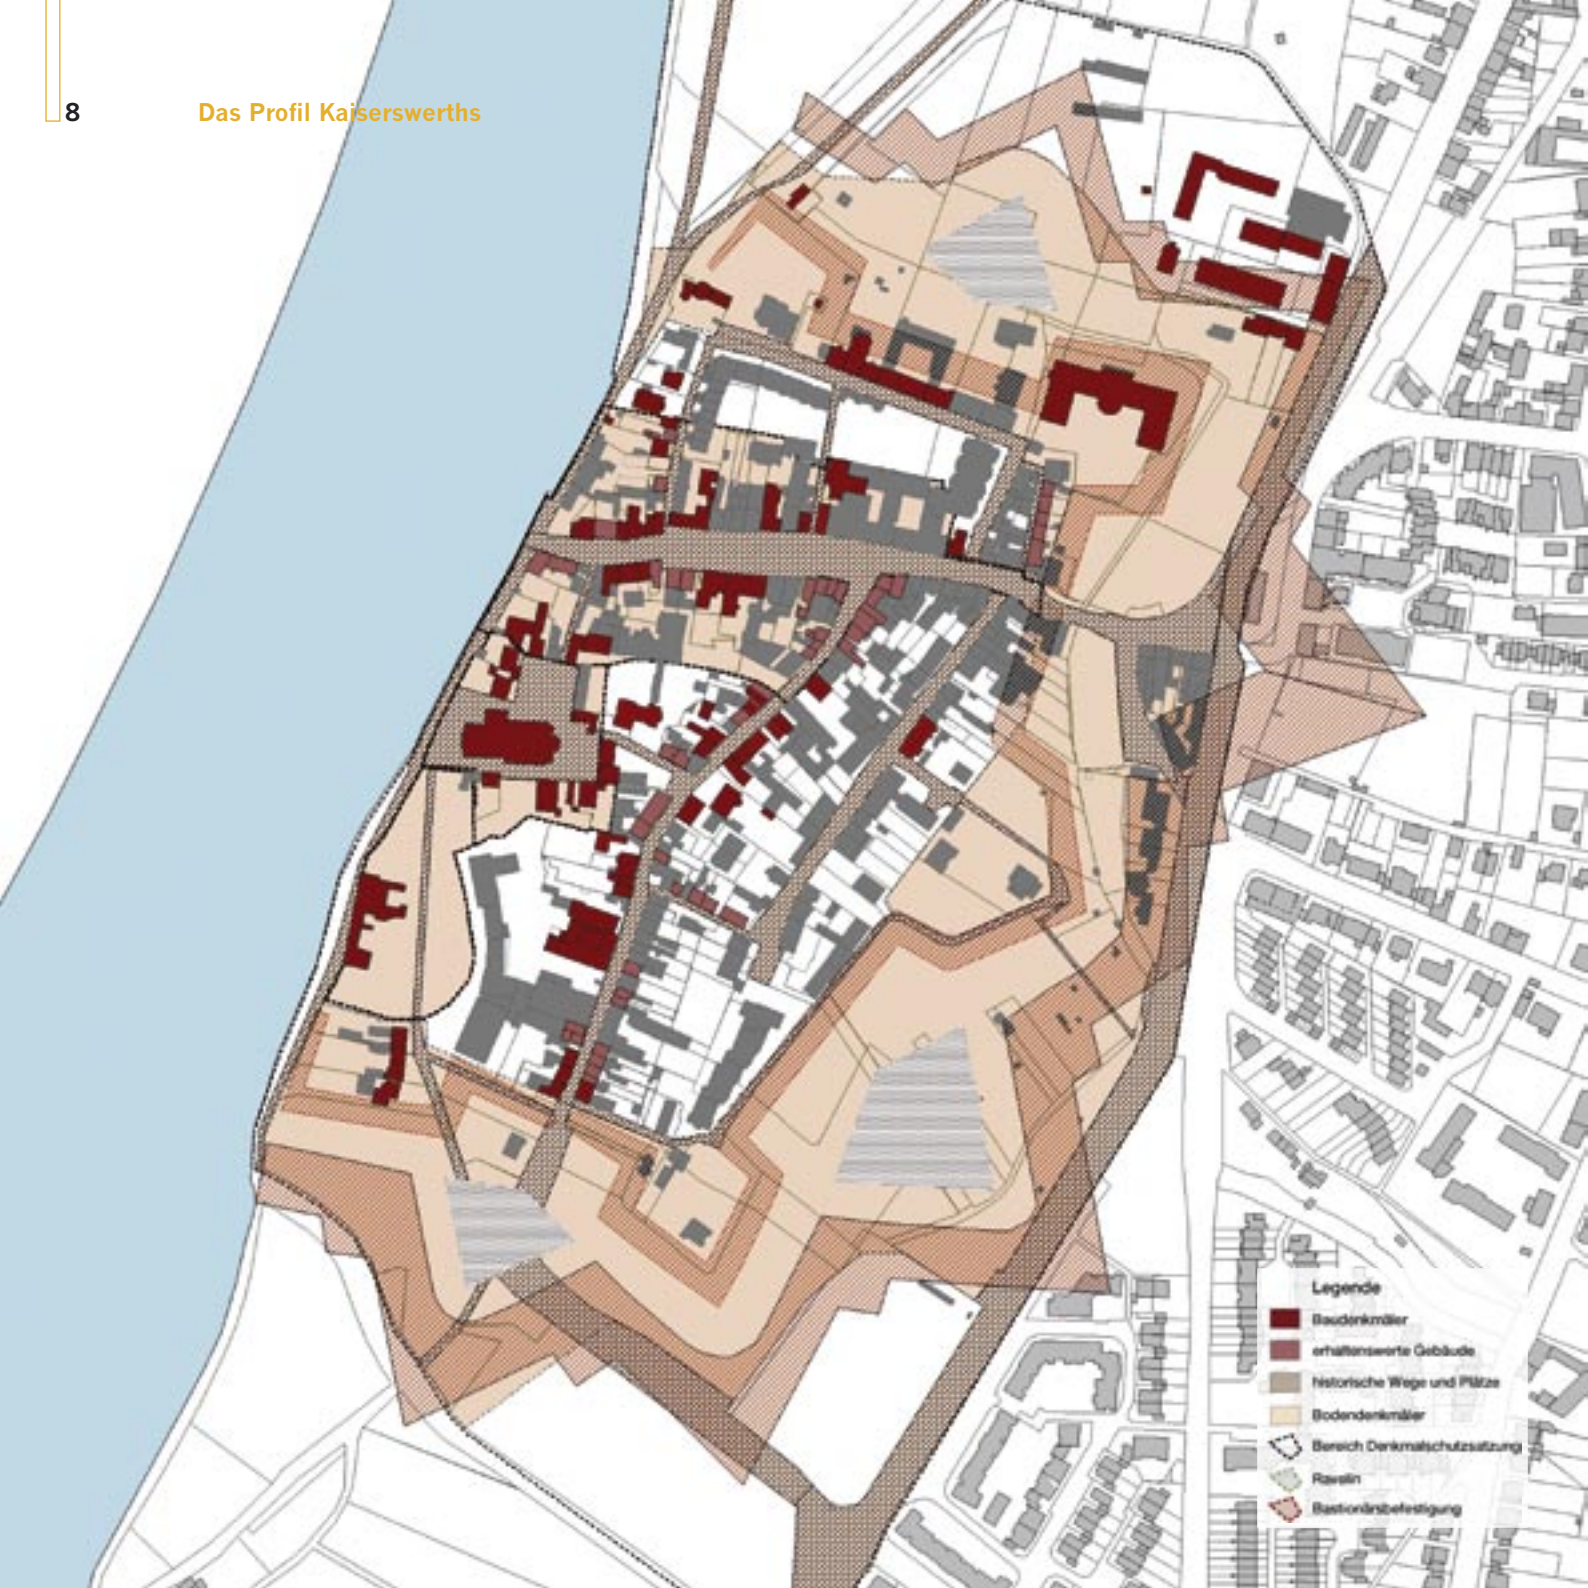 8
Das Profil Kaiserswerths
Legende
Baudenkmäler
erhaltenswerte Gebäude
historische Wege und Plätze
Bodendenkmäler
Bereich Denkmalschutzsatzung
Ravelin
Bastionärsbefestigung